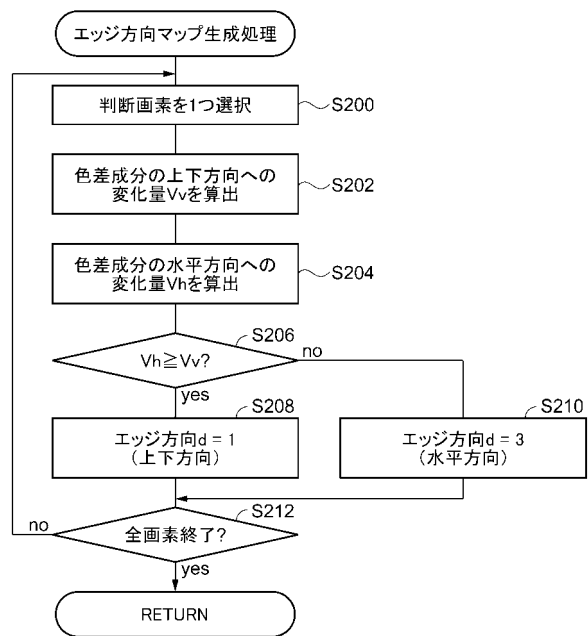 エッジ方向マップ生成処理
判断画素を1つ選択
S200
色差成分の上下方向への
変化量Vvを算出
S202
色差成分の水平方向への
変化量Vhを算出
S204
S206
Vh≧Vv?
no
yes
S208
エッジ方向d = 1
(上下方向)
S210
エッジ方向d = 3
(水平方向)
S212
no
全画素終了?
yes
RETURN